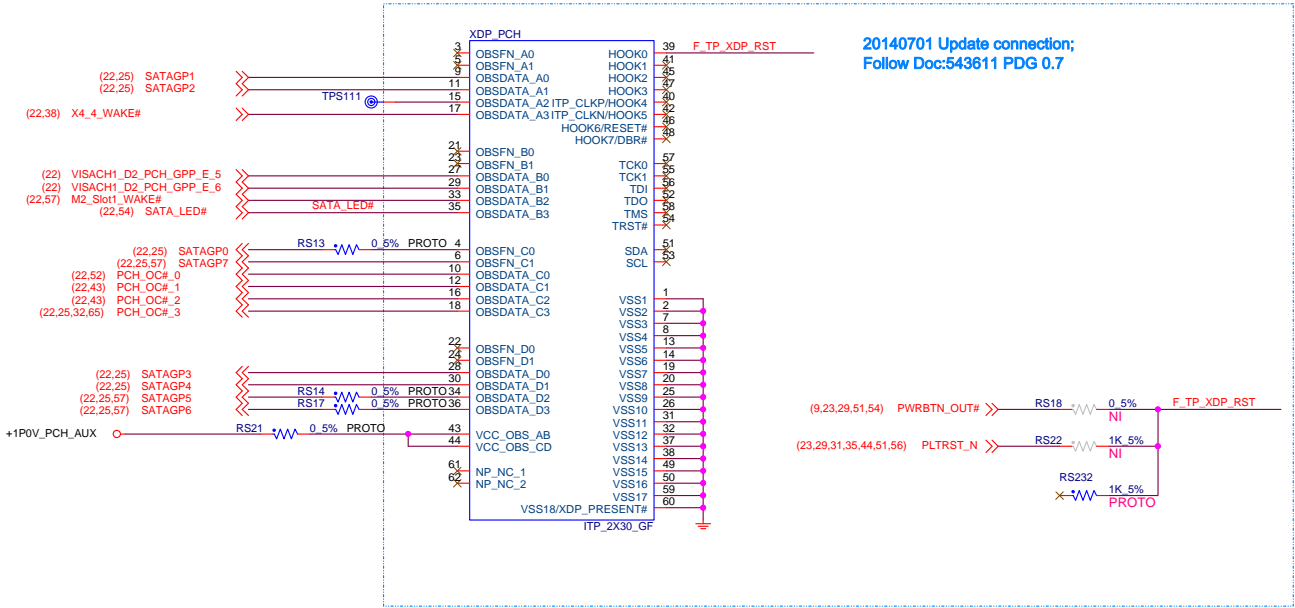 XDP_PCH
20140701 Update connection;
Follow Doc:543611 PDG 0.7
3 OBSFN_A0 HOOK0 39 F_TP_XDP_RST
5 OBSFN_A1 HOOK1 41
(22,25) SATAGP1 9 OBSDATA_A0 HOOK2 45
(22,25) SATAGP2 11 OBSDATA_A1 HOOK3 47
TPS111 15 OBSDATA_A2 ITP_CLKP/HOOK4 40
(22,38) X4_4_WAKE# 17 OBSDATA_A3 ITP_CLKN/HOOK5 42
HOOK6/RESET# 46
HOOK7/DBR# 48
21 OBSFN_B0
23 OBSFN_B1 TCK0 57
(22) VISACH1_D2_PCH_GPP_E_5 27 OBSDATA_B0 TCK1 55
(22) VISACH1_D2_PCH_GPP_E_6 29 OBSDATA_B1 TDI 56
(22,57) M2_Slot1_WAKE# 33 OBSDATA_B2 TDO 52
(22,54) SATA_LED# SATA_LED# 35 OBSDATA_B3 TMS 58
TRST# 54
(22,25) SATAGP0 RS13 0_5% PROTO 4 OBSFN_C0 SDA 51
(22,25,57) SATAGP7 6 OBSFN_C1 SCL 53
(22,52) PCH_OC#_0 10 OBSDATA_C0
(22,43) PCH_OC#_1 12 OBSDATA_C1
(22,43) PCH_OC#_2 16 OBSDATA_C2 VSS1 1
(22,25,32,65) PCH_OC#_3 18 OBSDATA_C3 VSS2 2
VSS3 7
VSS4 8
22 OBSFN_D0 VSS5 13
24 OBSFN_D1 VSS6 14
(22,25) SATAGP3 28 OBSDATA_D0 VSS7 19
(22,25) SATAGP4 30 OBSDATA_D1 VSS8 20
(22,25,57) SATAGP5 RS14 0_5% PROTO 34 OBSDATA_D2 VSS9 25
(22,25,57) SATAGP6 RS17 0_5% PROTO 36 OBSDATA_D3 VSS10 26
VSS11 31
+1P0V_PCH_AUX RS21 0_5% PROTO 43 VCC_OBS_AB VSS12 32
44 VCC_OBS_CD VSS13 37
VSS14 38
61 NP_NC_1 VSS15 49
62 NP_NC_2 VSS16 50
VSS17 59
VSS18/XDP_PRESENT# 60
ITP_2X30_GF
(9,23,29,51,54) PWRBTN_OUT# RS18 0_5% F_TP_XDP_RST
NI
(23,29,31,35,44,51,56) PLTRST_N RS22 1K_5%
NI
RS232 1K_5%
PROTO